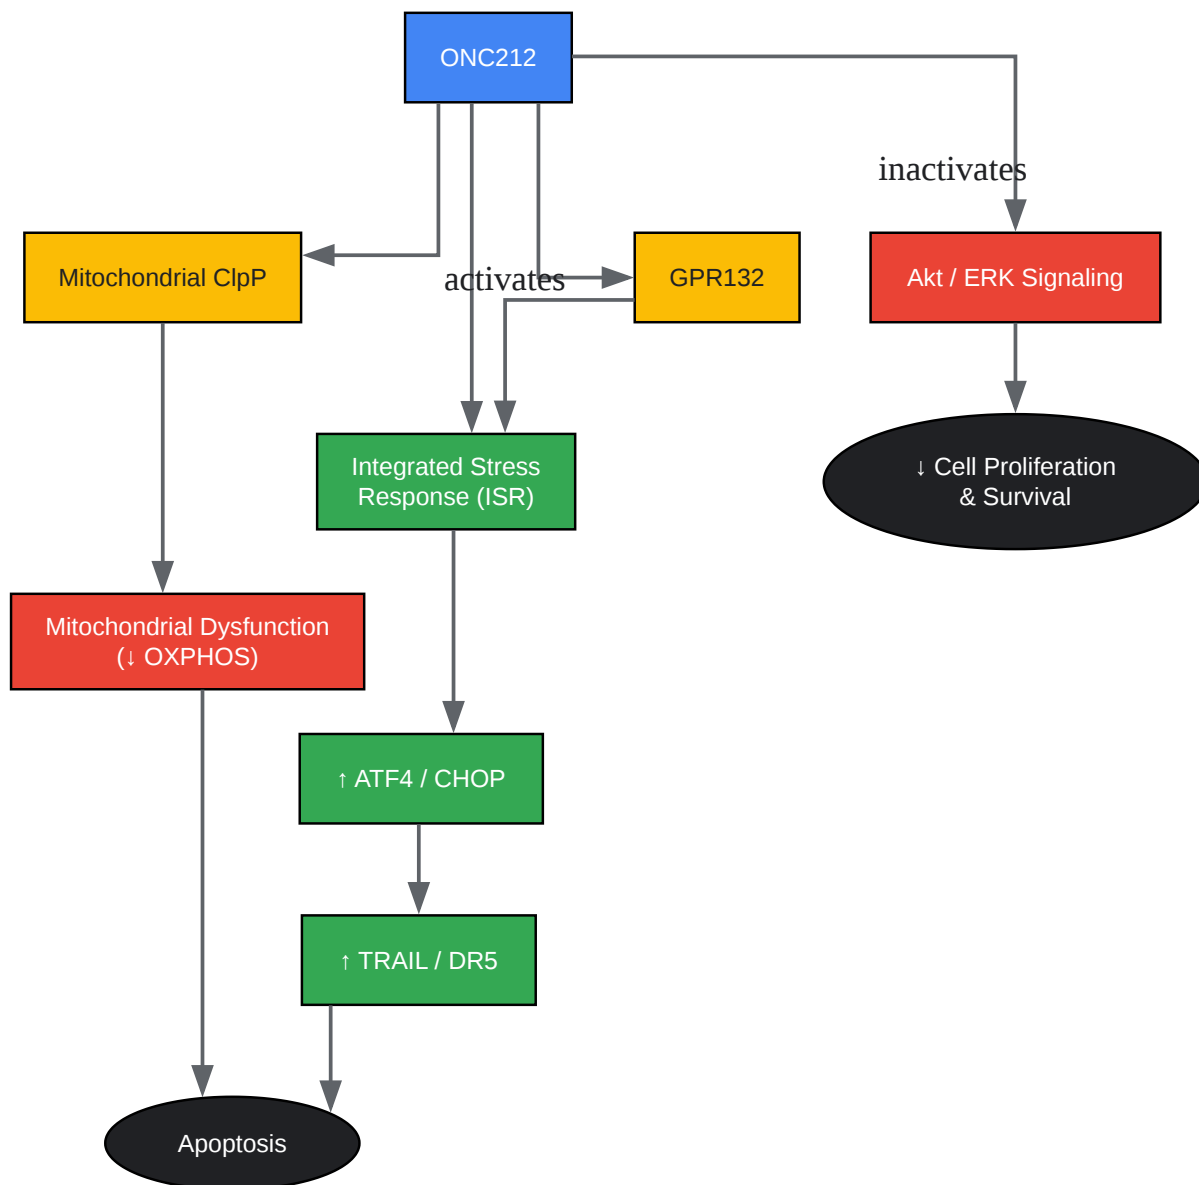 ONC212
inactivates
Mitochondrial ClpP
activates
GPR132
Akt / ERK Signaling
Integrated Stress
Response (ISR)
↓ Cell Proliferation
& Survival
Mitochondrial Dysfunction
(↓ OXPHOS)
↑ ATF4 / CHOP
↑ TRAIL / DR5
Apoptosis